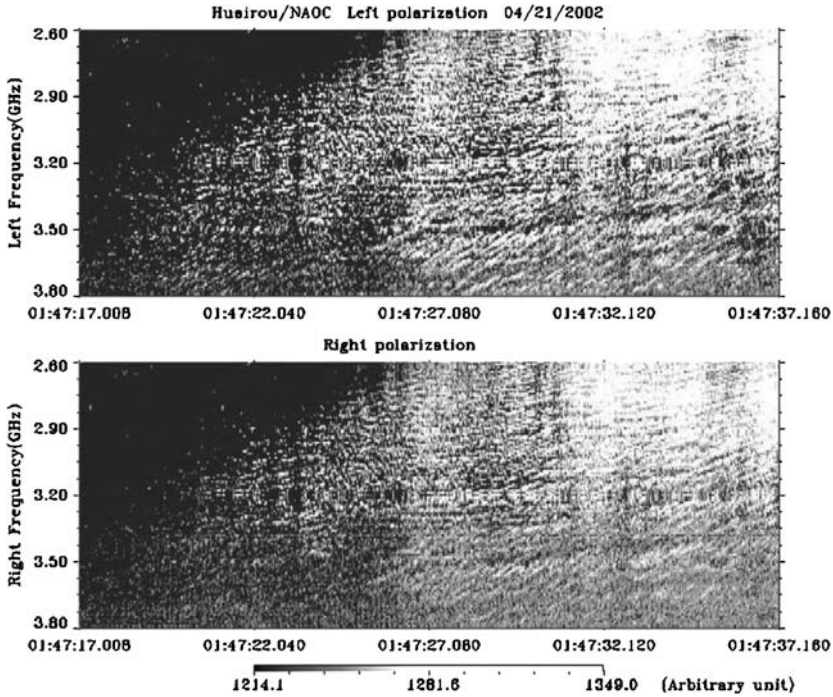 Huairou/NAOC Left polarization 04/21/2002
Left Frequency(GHz)
2.60
2.90
3.20
3.50
3.80
01:47:17.008 01:47:22.040 01:47:27.080 01:47:32.120 01:47:37.160
Right polarization
Right Frequency(GHz)
2.60
2.90
3.20
3.50
3.80
01:47:17.008 01:47:22.040 01:47:27.080 01:47:32.120 01:47:37.160
1214.1 1281.6 1349.0 (Arbitrary unit)